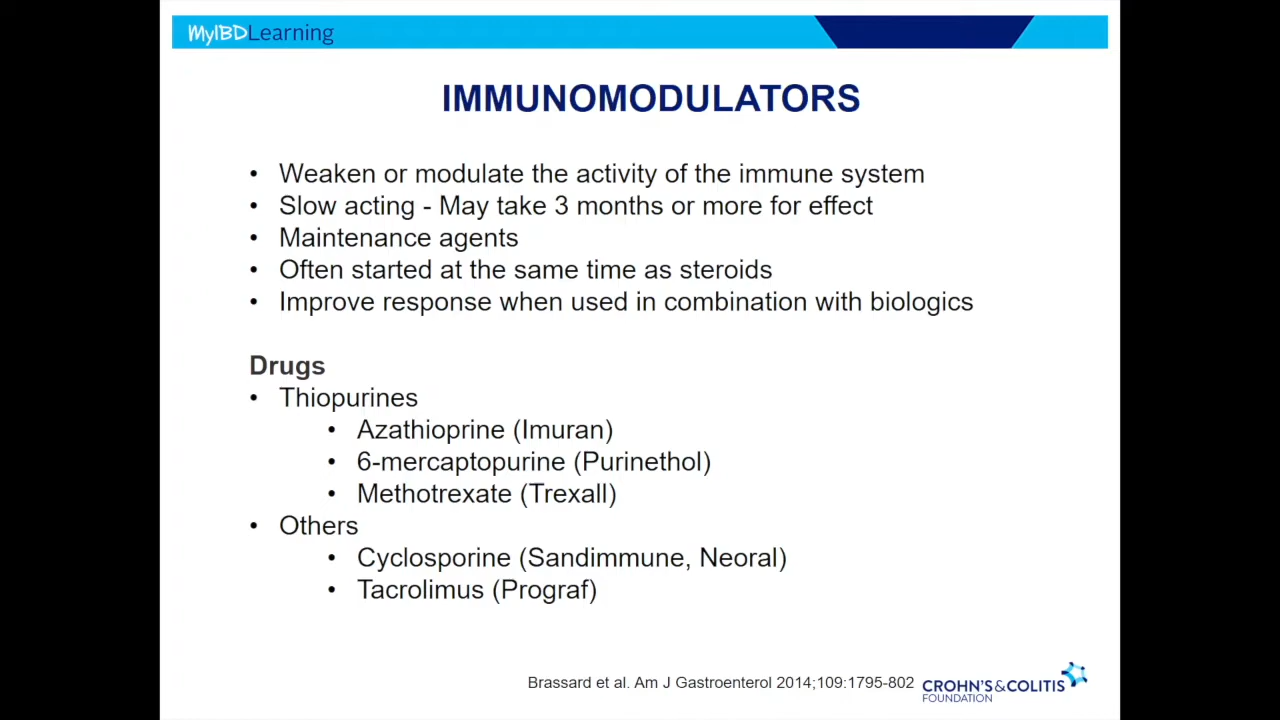 MyIBDLearning
IMMUNOMODULATORS
• Weaken or modulate the activity of the immune system
• Slow acting - May take 3 months or more for effect
• Maintenance agents
• Often started at the same time as steroids
• Improve response when used in combination with biologics
Drugs
• Thiopurines
• Azathioprine (Imuran)
• 6-mercaptopurine (Purinethol)
• Methotrexate (Trexall)
• Others
• Cyclosporine (Sandimmune, Neoral)
• Tacrolimus (Prograf)
Brassard et al. Am J Gastroenterol 2014;109:1795-802
CROHN'S&COLITIS
FOUNDATION